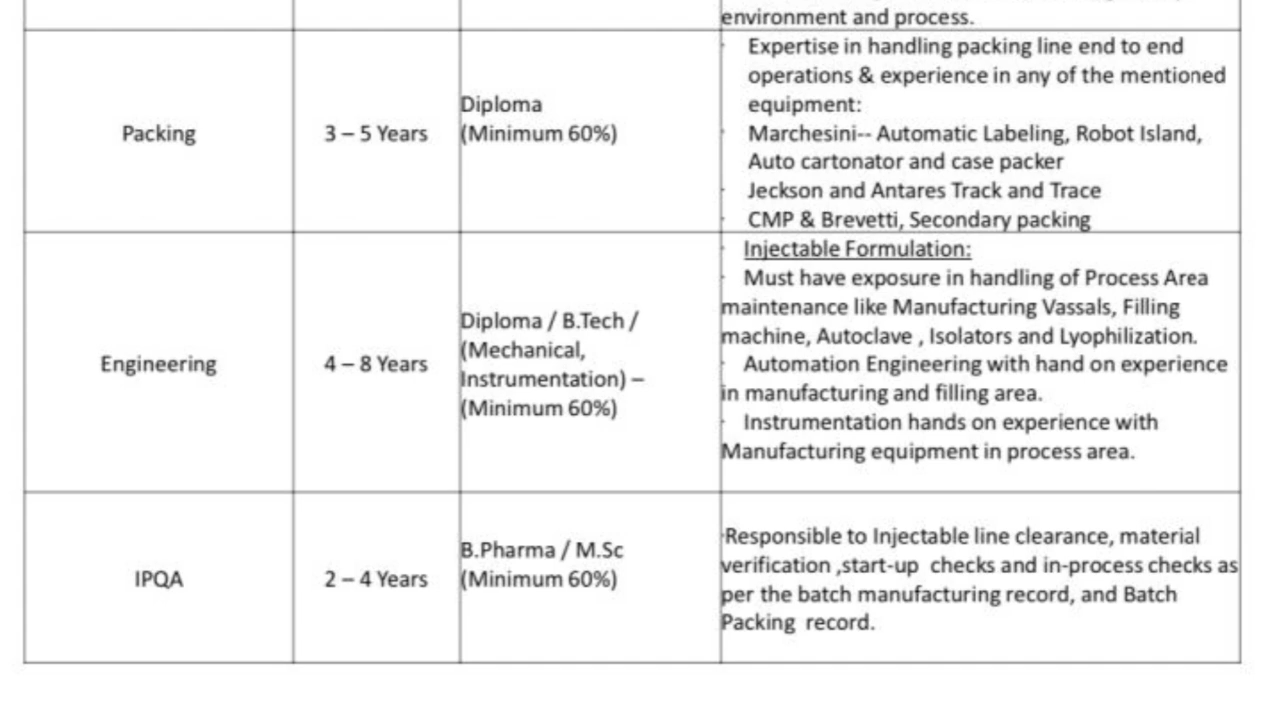 environment and process.
Packing
3 – 5 Years
Diploma
(Minimum 60%)
· Expertise in handling packing line end to end
operations & experience in any of the mentioned
equipment:
· Marchesini-- Automatic Labeling, Robot Island,
Auto cartonator and case packer
· Jeckson and Antares Track and Trace
· CMP & Brevetti, Secondary packing
Engineering
4 – 8 Years
Diploma / B.Tech /
(Mechanical,
Instrumentation) –
(Minimum 60%)
· Injectable Formulation:
· Must have exposure in handling of Process Area
maintenance like Manufacturing Vassals, Filling
machine, Autoclave , Isolators and Lyophilization.
· Automation Engineering with hand on experience
in manufacturing and filling area.
· Instrumentation hands on experience with
Manufacturing equipment in process area.
IPQA
2 – 4 Years
B.Pharma / M.Sc
(Minimum 60%)
·Responsible to Injectable line clearance, material
verification ,start-up checks and in-process checks as
per the batch manufacturing record, and Batch
Packing record.